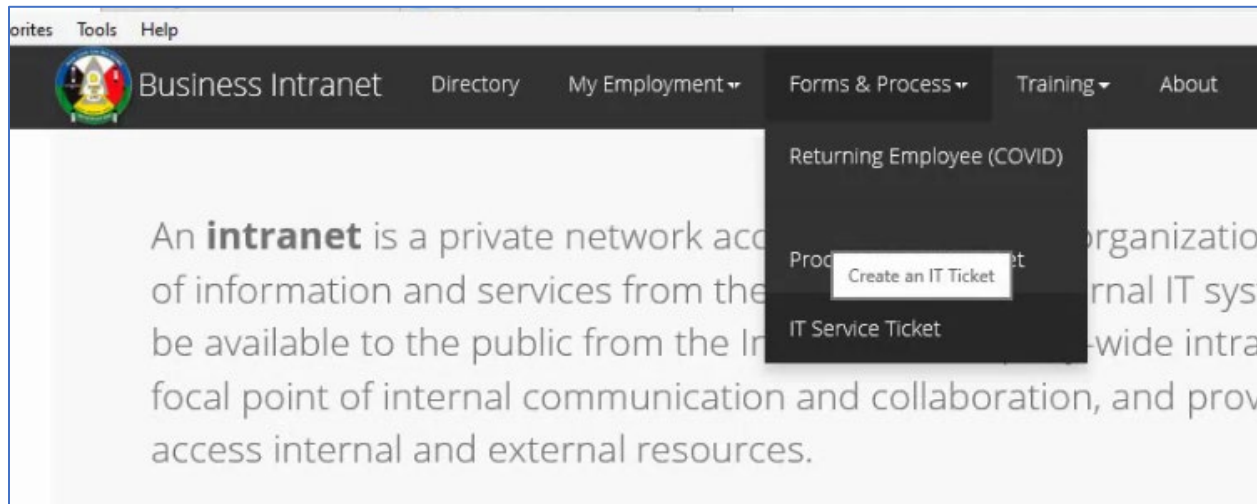 orites Tools Help
Business Intranet Directory My Employment Forms & Process Training About
Returning Employee (COVID)
An intranet is a private network acc rganizatio
Proc et
Create an IT Ticket
of information and services from the rnal IT sys
IT Service Ticket
be available to the public from the In -wide intra
focal point of internal communication and collaboration, and prov
access internal and external resources.